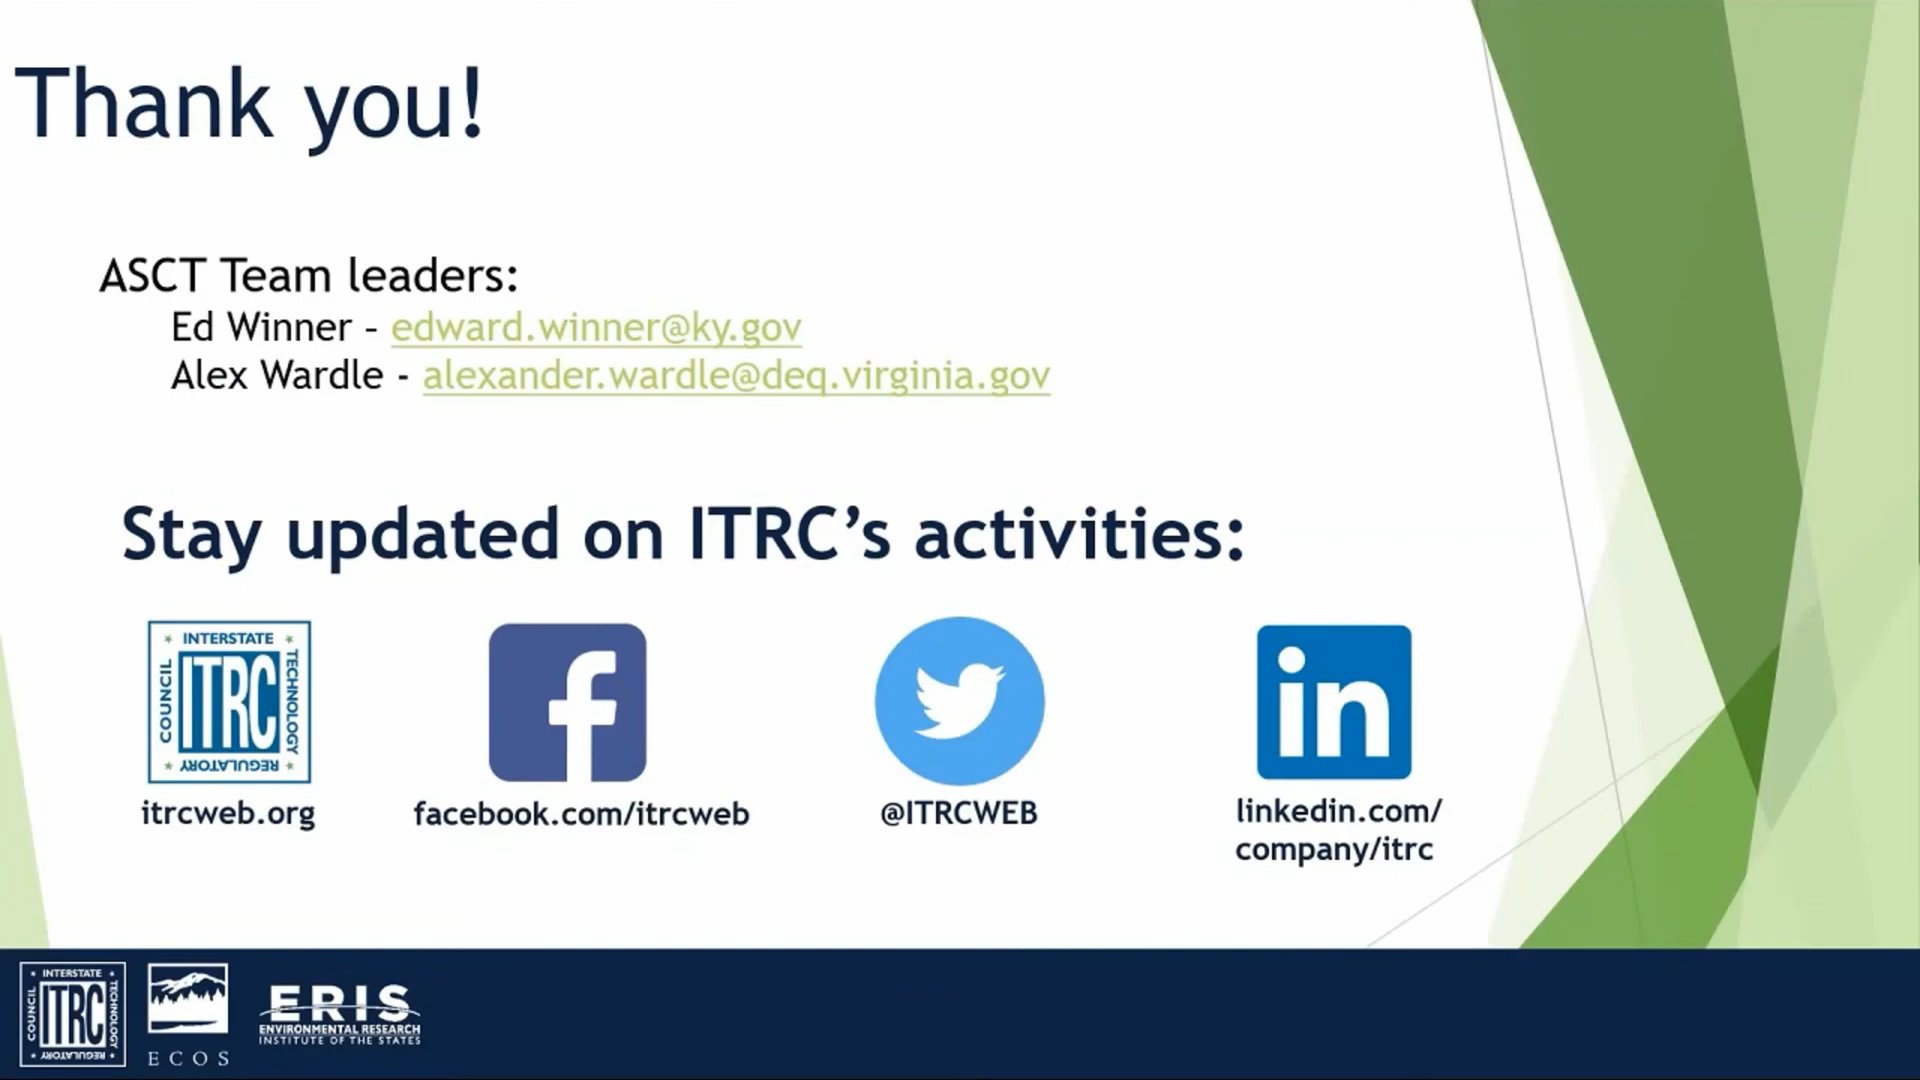 Thank you!
ASCT Team leaders:
Ed Winner – edward.winner@ky.gov
Alex Wardle - alexander.wardle@deq.virginia.gov
Stay updated on ITRC’s activities:
INTERSTATE
COUNCIL
ITRC
TECHNOLOGY
REGULATORY
itrcweb.org
facebook.com/itrcweb
@ITRCWEB
in
linkedin.com/
company/itrc
INTERSTATE
COUNCIL
ITRC
TECHNOLOGY
REGULATORY
ECOS
ERIS
ENVIRONMENTAL RESEARCH
INSTITUTE OF THE STATES